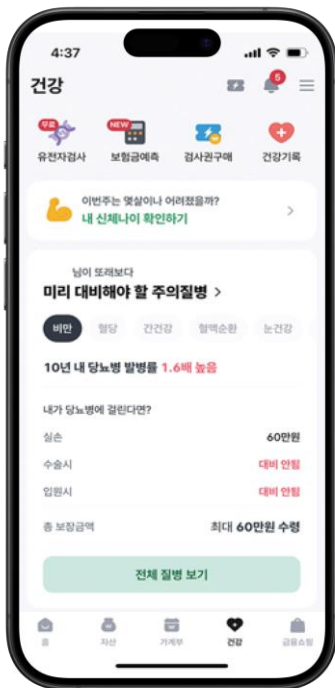 4:37
건강
5
무료
NEW
유전자검사 보험금예측 검사권구매 건강기록
이번주는 몇살이나 어려졌을까?
내 신체나이 확인하기 >
님이 또래보다
미리 대비해야 할 주의질병 >
비만 혈당 간건강 혈액순환 눈건강
10년 내 당뇨병 발병률 1.6배 높음
내가 당뇨병에 걸린다면?
실손 60만원
수술시 대비 안됨
입원시 대비 안됨
총 보장금액 최대 60만원 수령
전체 질병 보기
홈 자산 가계부 건강 금융쇼핑